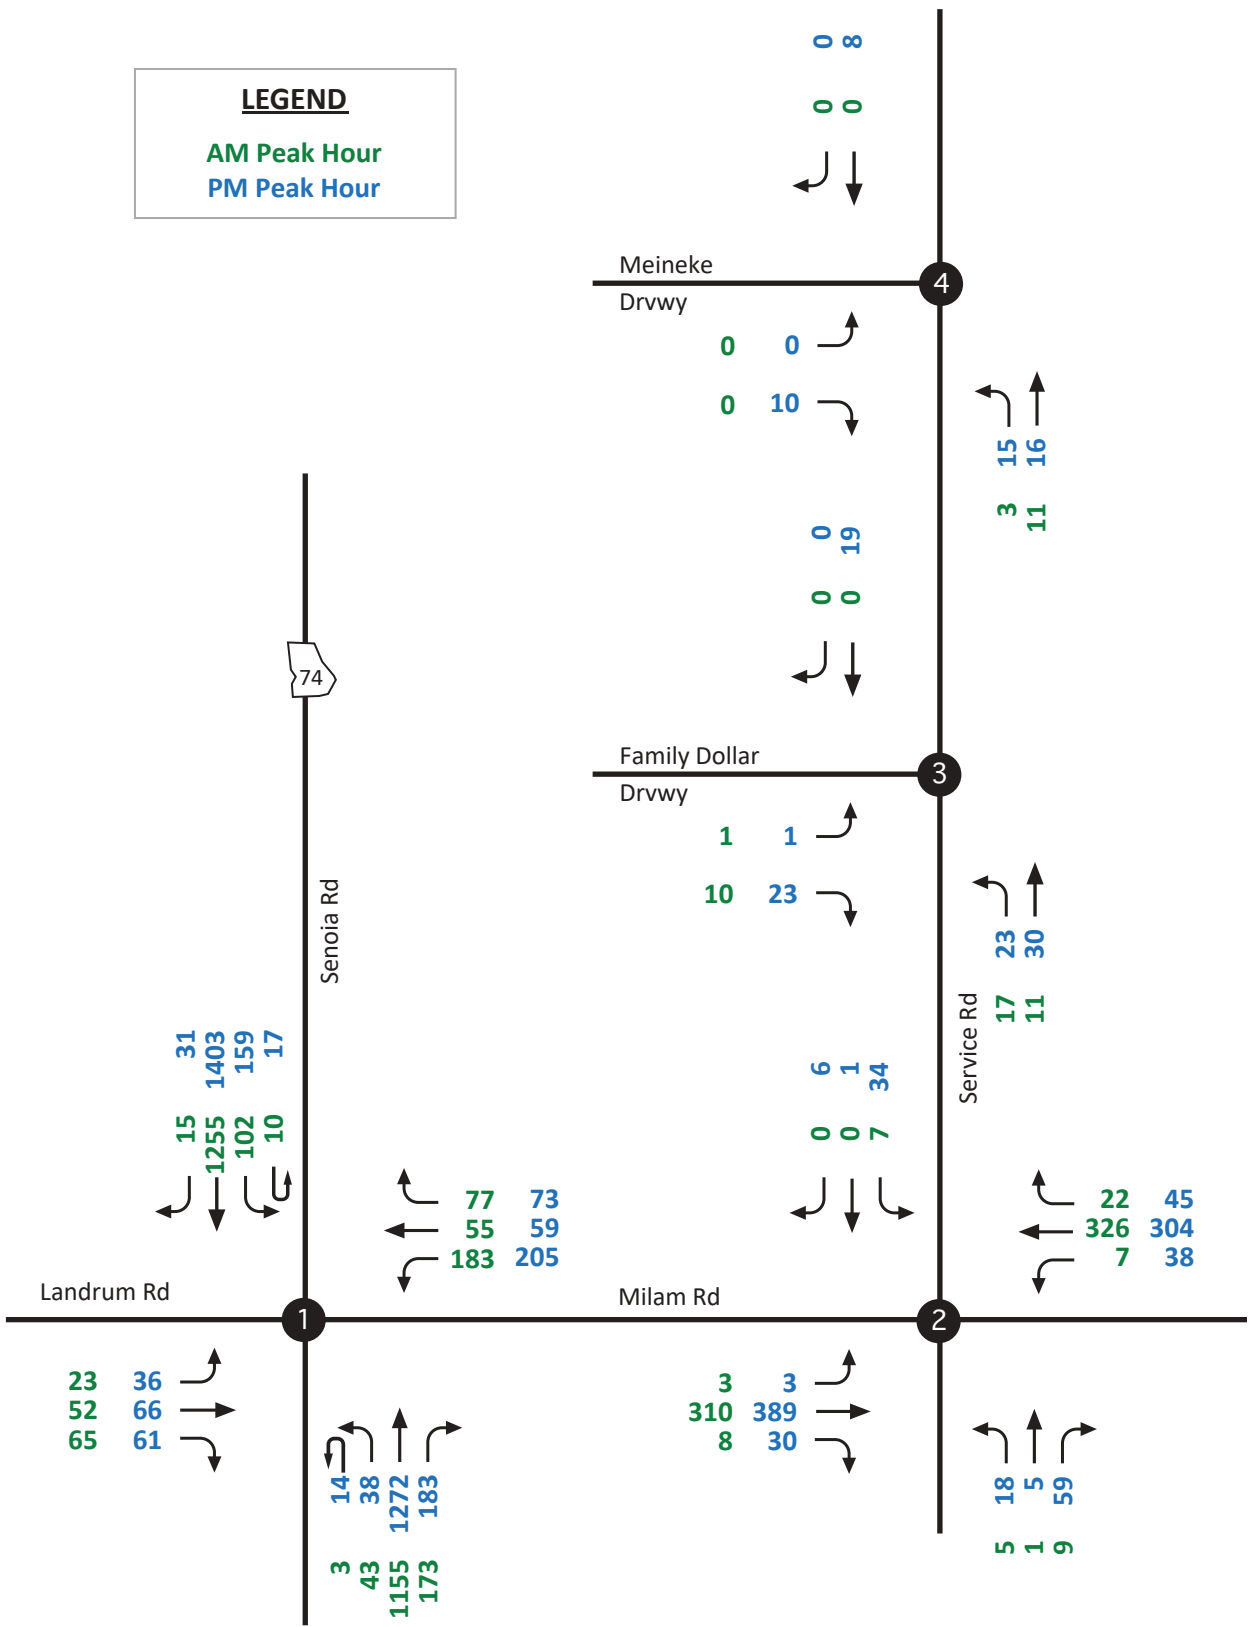 0 8
LEGEND
0 0
AM Peak Hour
PM Peak Hour
Meineke
4
Drvwy
0 0
0 10
15 16
3 11
0 19
0 0
74
Family Dollar
3
Drvwy
1 1
10 23
23 30
17 11
Senoia Rd
Service Rd
31 1403 159 17
15 1255 102 10
6 1 34
0 0 7
77 73
55 59
183 205
22 45
326 304
7 38
Landrum Rd
Milam Rd
1
2
23 36
52 66
65 61
3 3
310 389
8 30
14 38 1272 183
3 43 1155 173
18 5 59
5 1 9